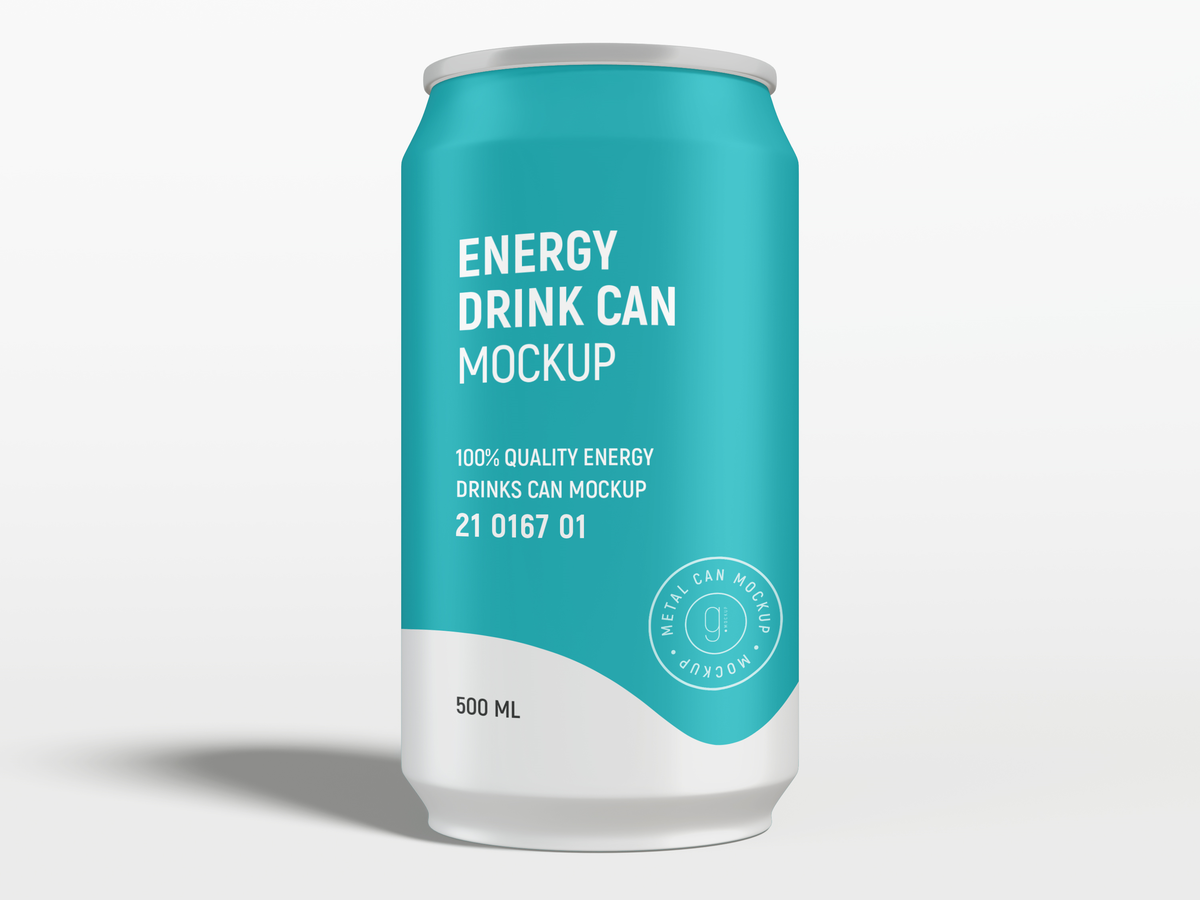 ENERGY
DRINK CAN
MOCKUP
100% QUALITY ENERGY
DRINKS CAN MOCKUP
21 0167 01
METAL CAN MOCKUP
MOCKUP
g
500 ML